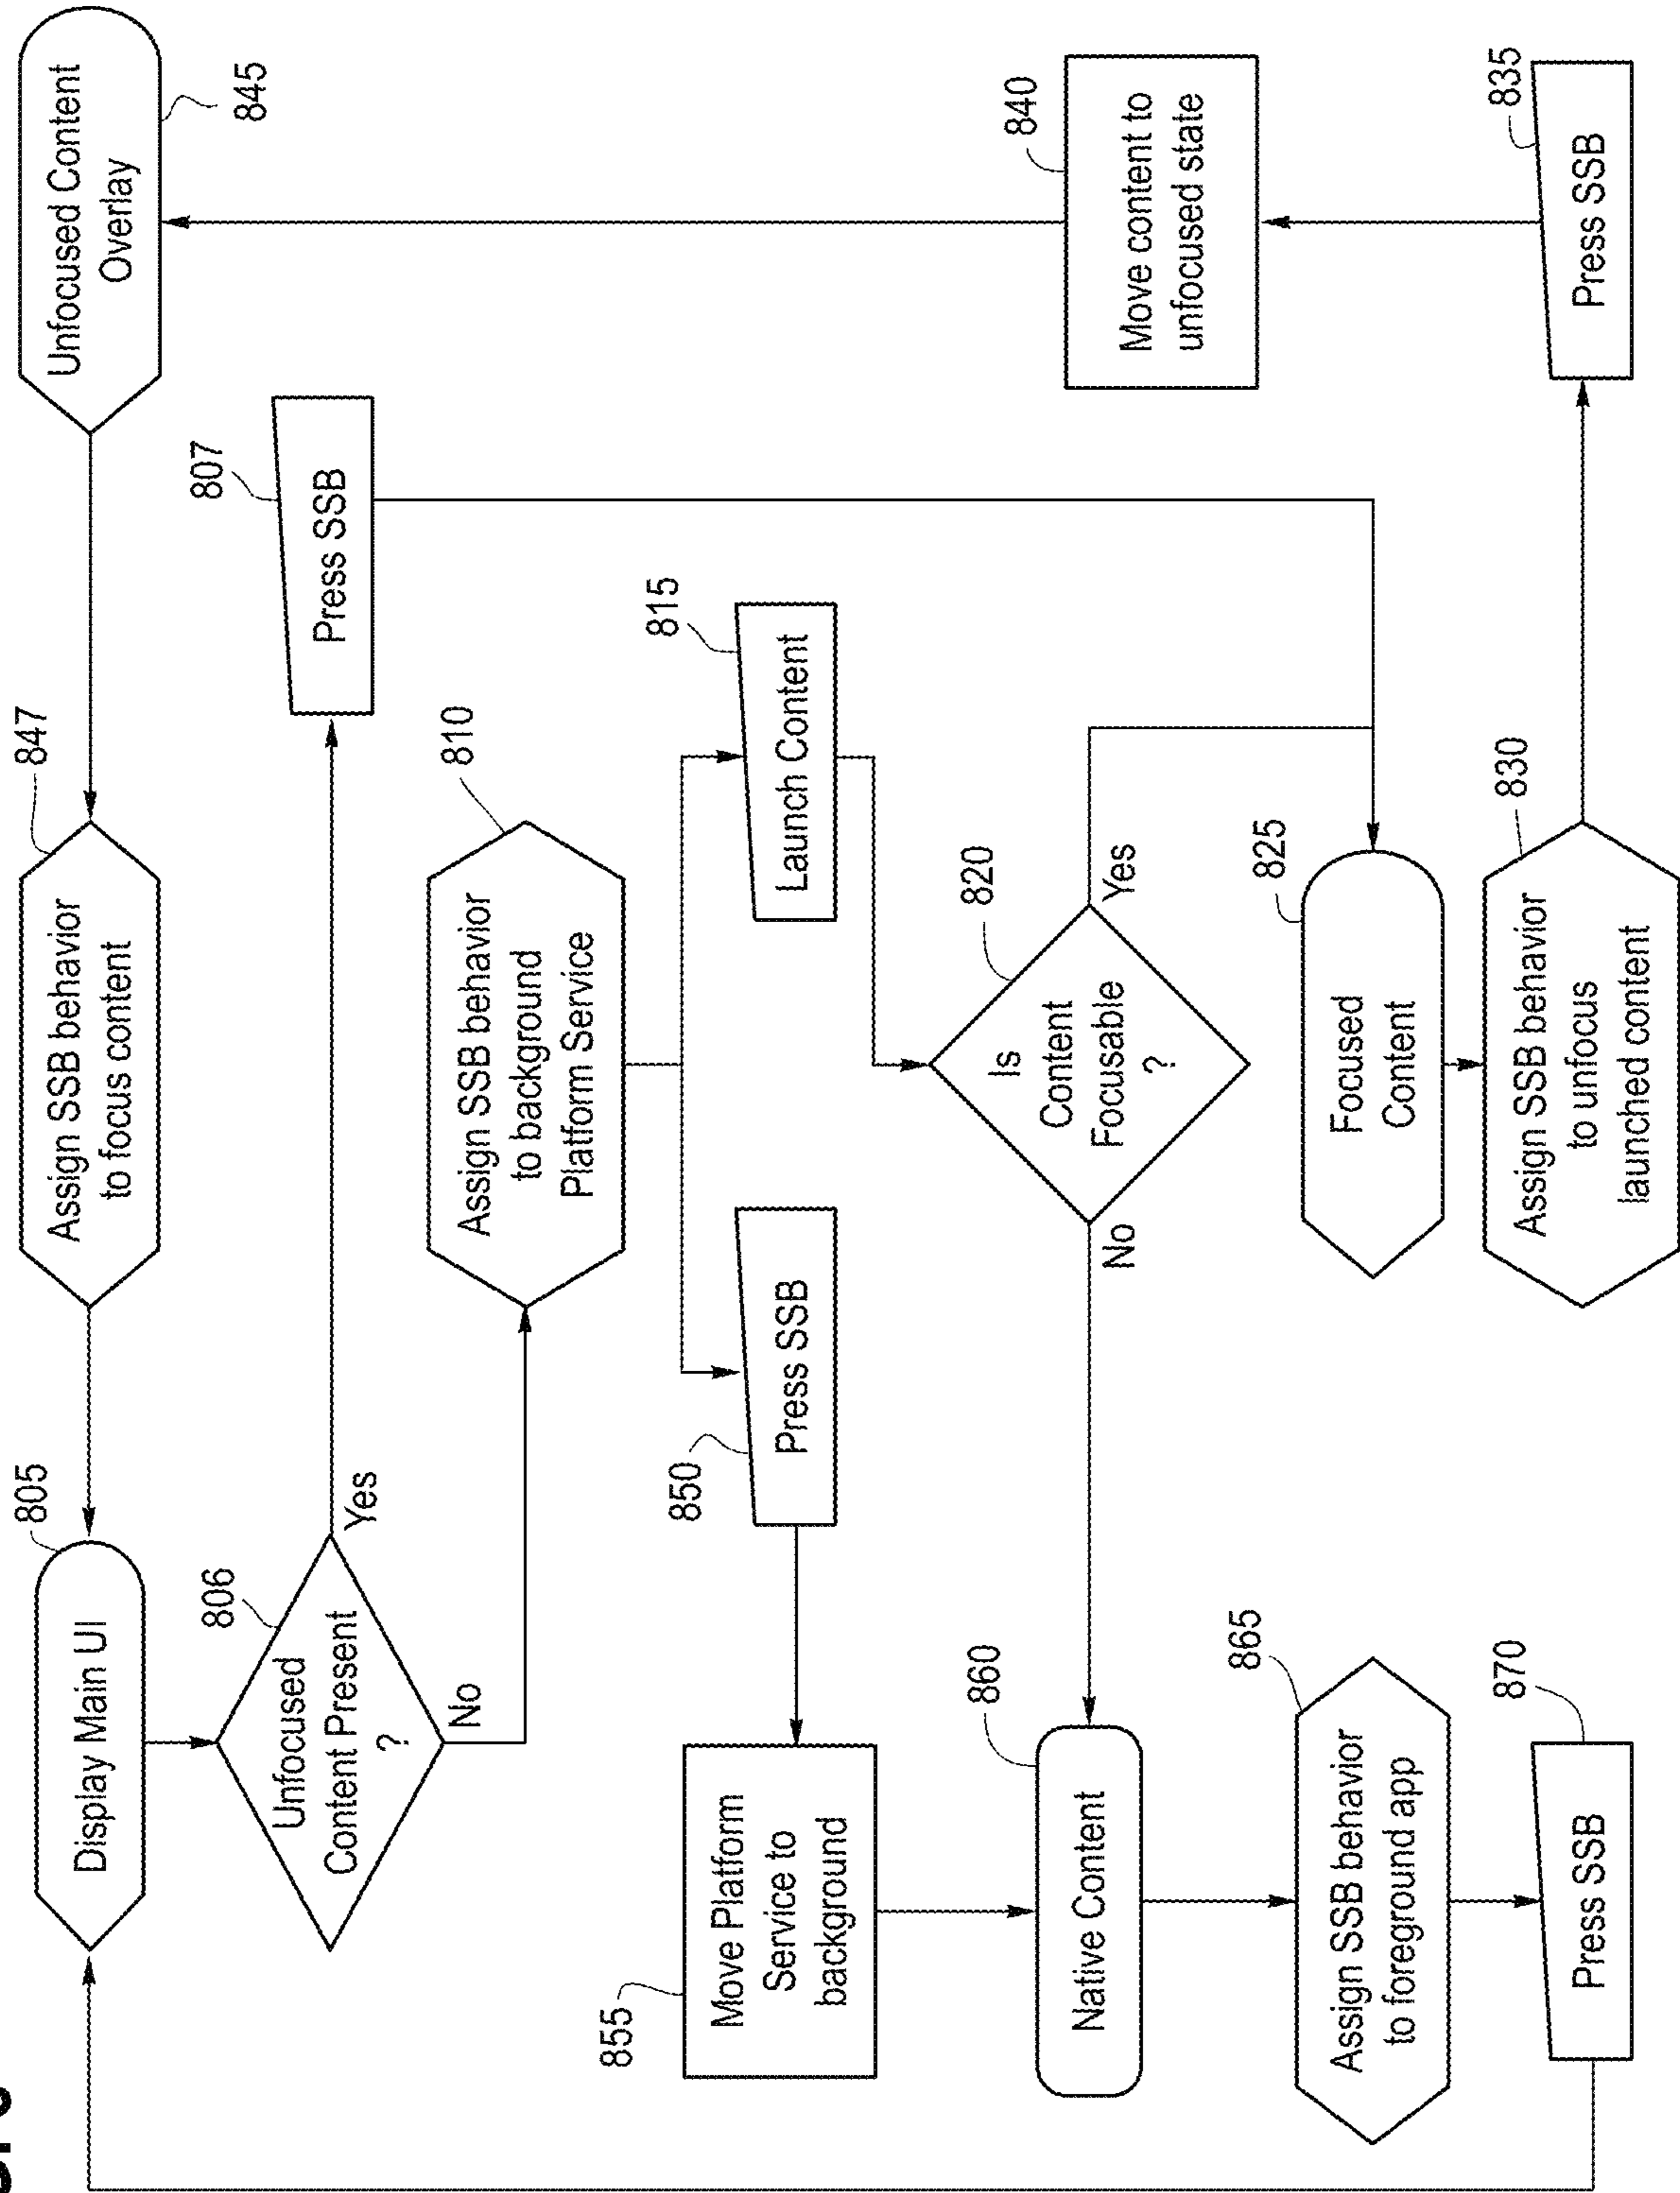 805
Display Main UI
847
Assign SSB behavior
to focus content
Unfocused Content
Overlay
845
806
Unfocused
Content Present
?
Yes
No
807
Press SSB
810
Assign SSB behavior
to background
Platform Service
855
Move Platform
Service to
background
850
Press SSB
815
Launch Content
860
Native Content
820
Is
Content
Focusable
?
No
Yes
840
Move content to
unfocused state
865
Assign SSB behavior
to foreground app
825
Focused
Content
870
Press SSB
830
Assign SSB behavior
to unfocus
launched content
835
Press SSB